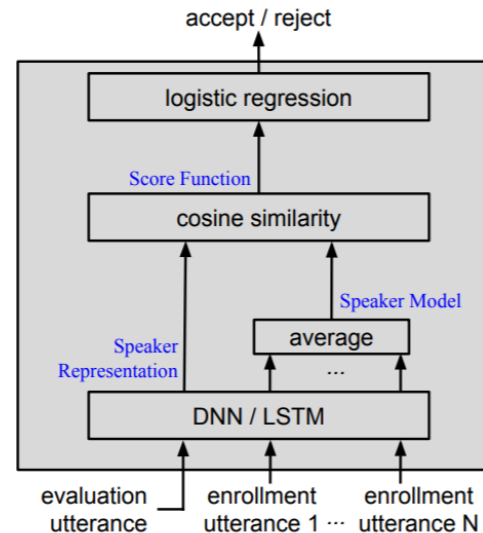 accept / reject
logistic regression
Score Function
cosine similarity
Speaker Model
average
Speaker
Representation
...
DNN / LSTM
evaluation
utterance
enrollment
utterance 1
...
enrollment
utterance N